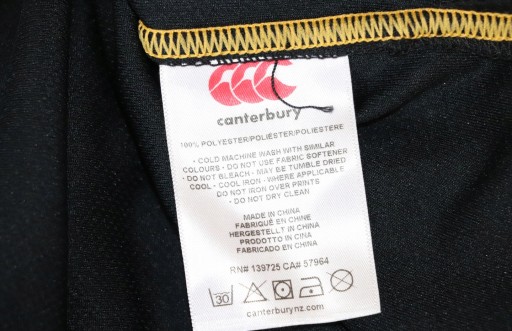 canterbury
100% POLYESTER/POLIÉSTER/POLIESTERE
· COLD MACHINE WASH WITH SIMILAR
COLOURS · DO NOT USE FABRIC SOFTENER
· DO NOT BLEACH · MAY BE TUMBLE DRIED
COOL · COOL IRON · WHERE APPLICABLE
DO NOT IRON OVER PRINTS
· DO NOT DRY CLEAN
MADE IN CHINA
FABRIQUÉ EN CHINE
HERGESTELLT IN CHINA
PRODOTTO IN CINA
FABRICADO EN CHINA
RN# 139725 CA# 57964
30
canterburynz.com